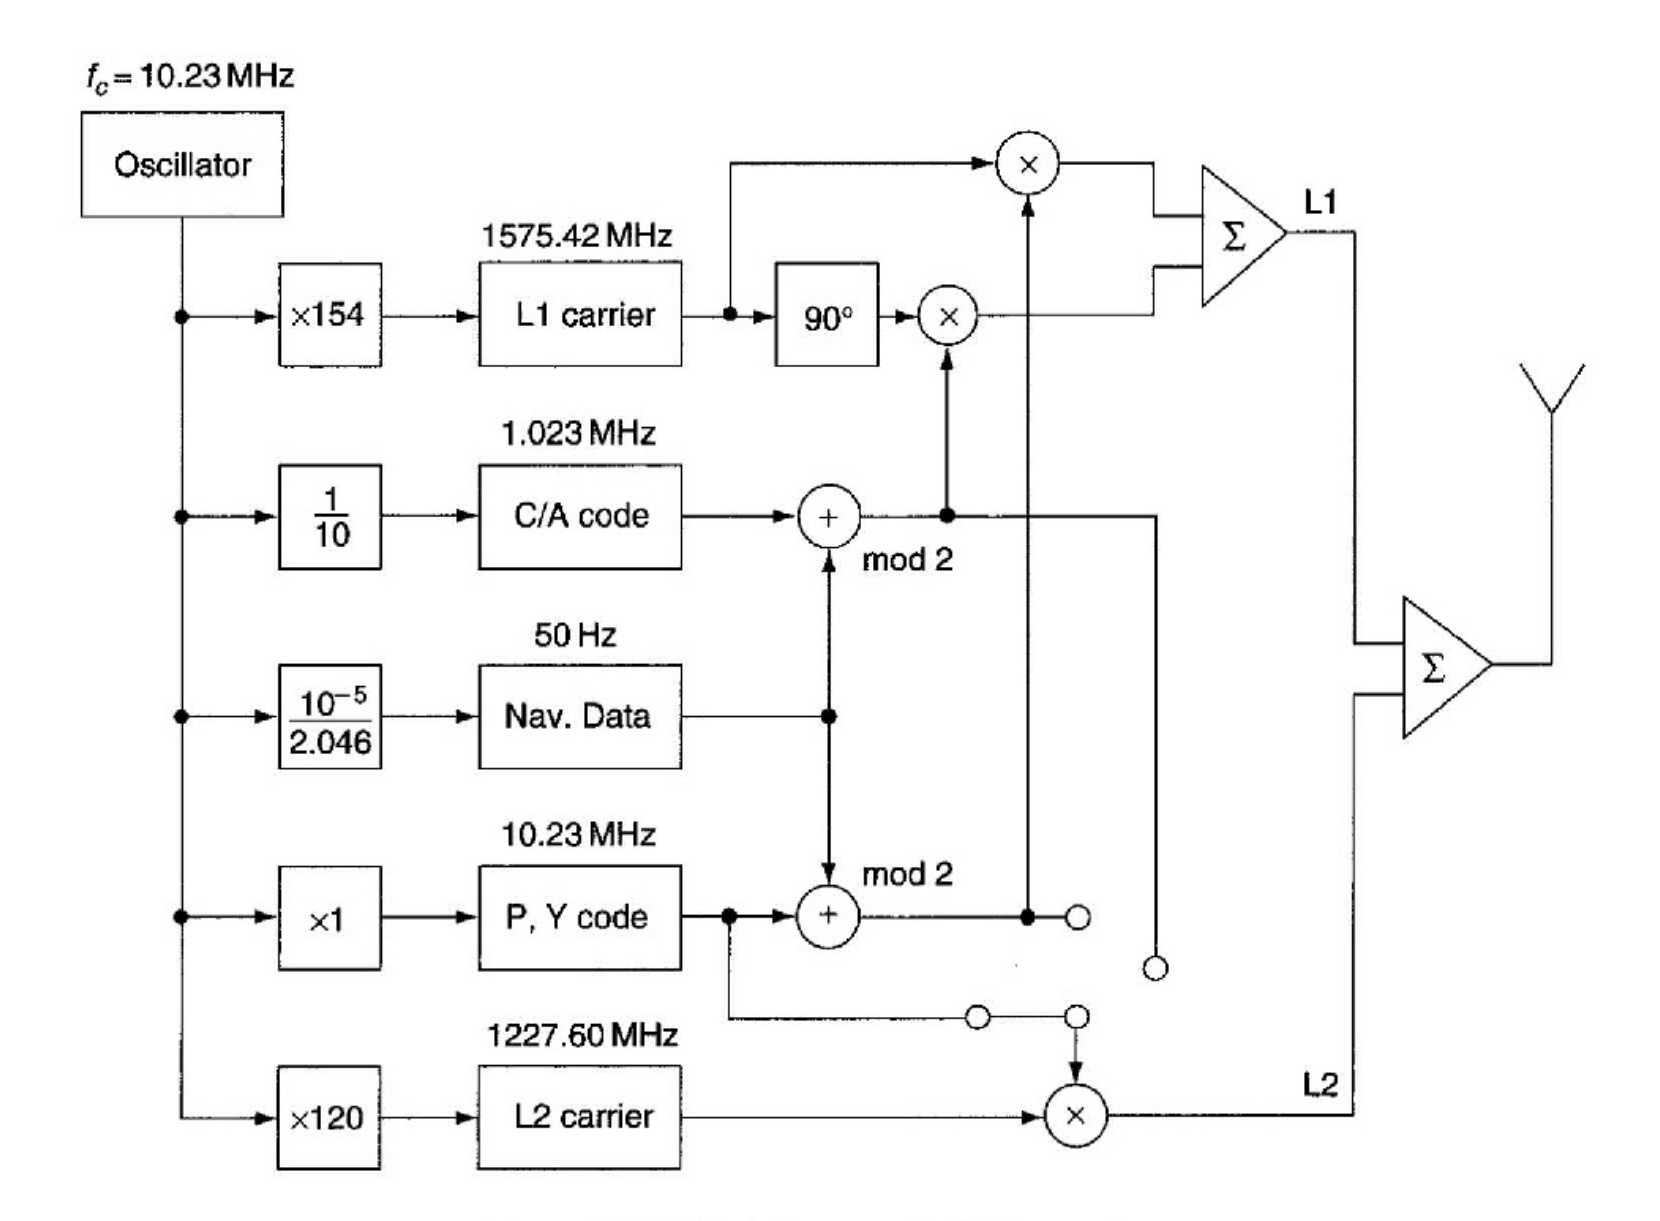 f_c = 10.23 MHz
Oscillator
×
L1
Σ
1575.42 MHz
×154
L1 carrier
90°
×
1.023 MHz
1
10
C/A code
+
mod 2
50 Hz
10⁻⁵
2.046
Nav. Data
Σ
10.23 MHz
mod 2
×1
P, Y code
+
1227.60 MHz
L2
×120
L2 carrier
×